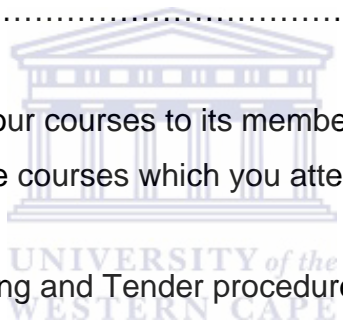 ................................................
our courses to its membe
e courses which you atte
UNIVERSITY of the
ng and Tender procedure
WESTERN CAPE